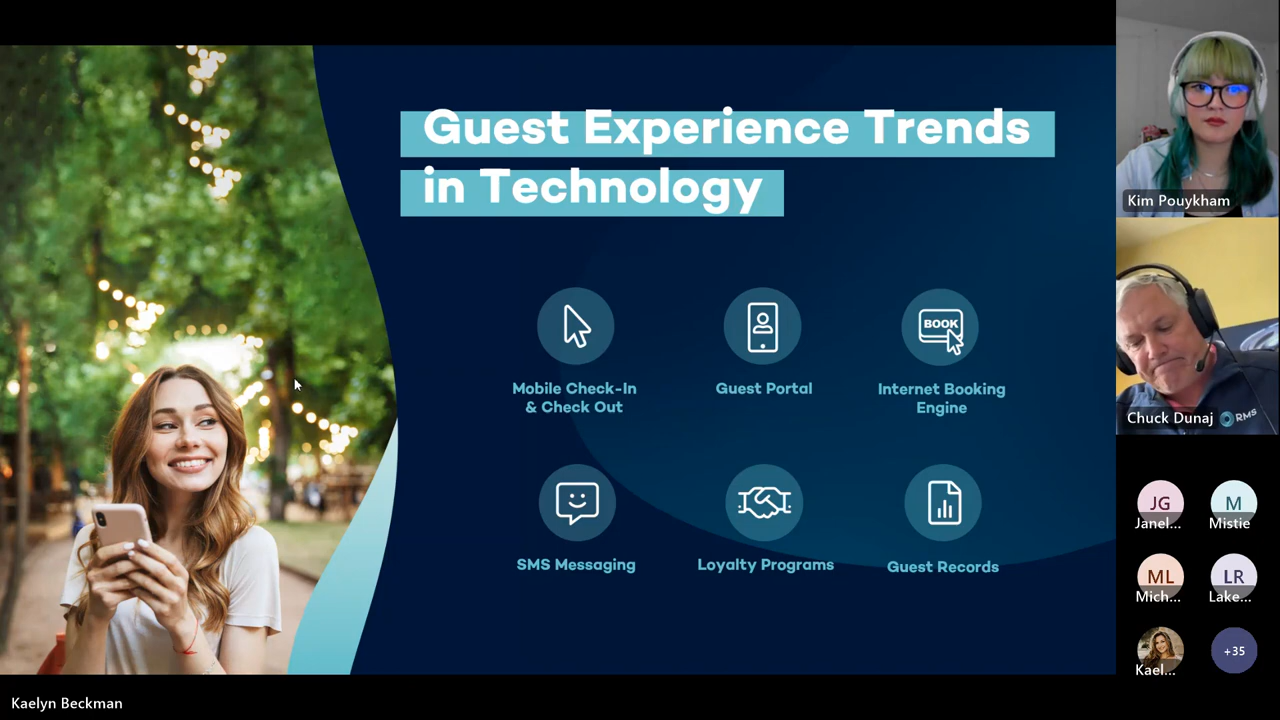 Guest Experience Trends
in Technology
Mobile Check-In
& Check Out
Guest Portal
BOOK
Internet Booking
Engine
SMS Messaging
Loyalty Programs
Guest Records
Kim Pouykham
RMS
Chuck Dunaj
JG
Janel...
M
Mistie
ML
Mich...
LR
Lake...
Kael...
+35
Kaelyn Beckman